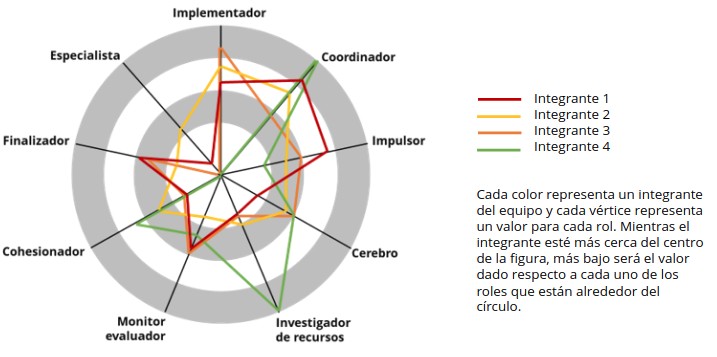 Implementador
Especialista
Coordinador
Finalizador
Impulsor
Cohesionador
Cerebro
Monitor
evaluador
Investigador
de recursos
Integrante 1
Integrante 2
Integrante 3
Integrante 4
Cada color representa un integrante
del equipo y cada vértice representa
un valor para cada rol. Mientras el
integrante esté más cerca del centro
de la figura, más bajo será el valor
dado respecto a cada uno de los
roles que están alrededor del
círculo.